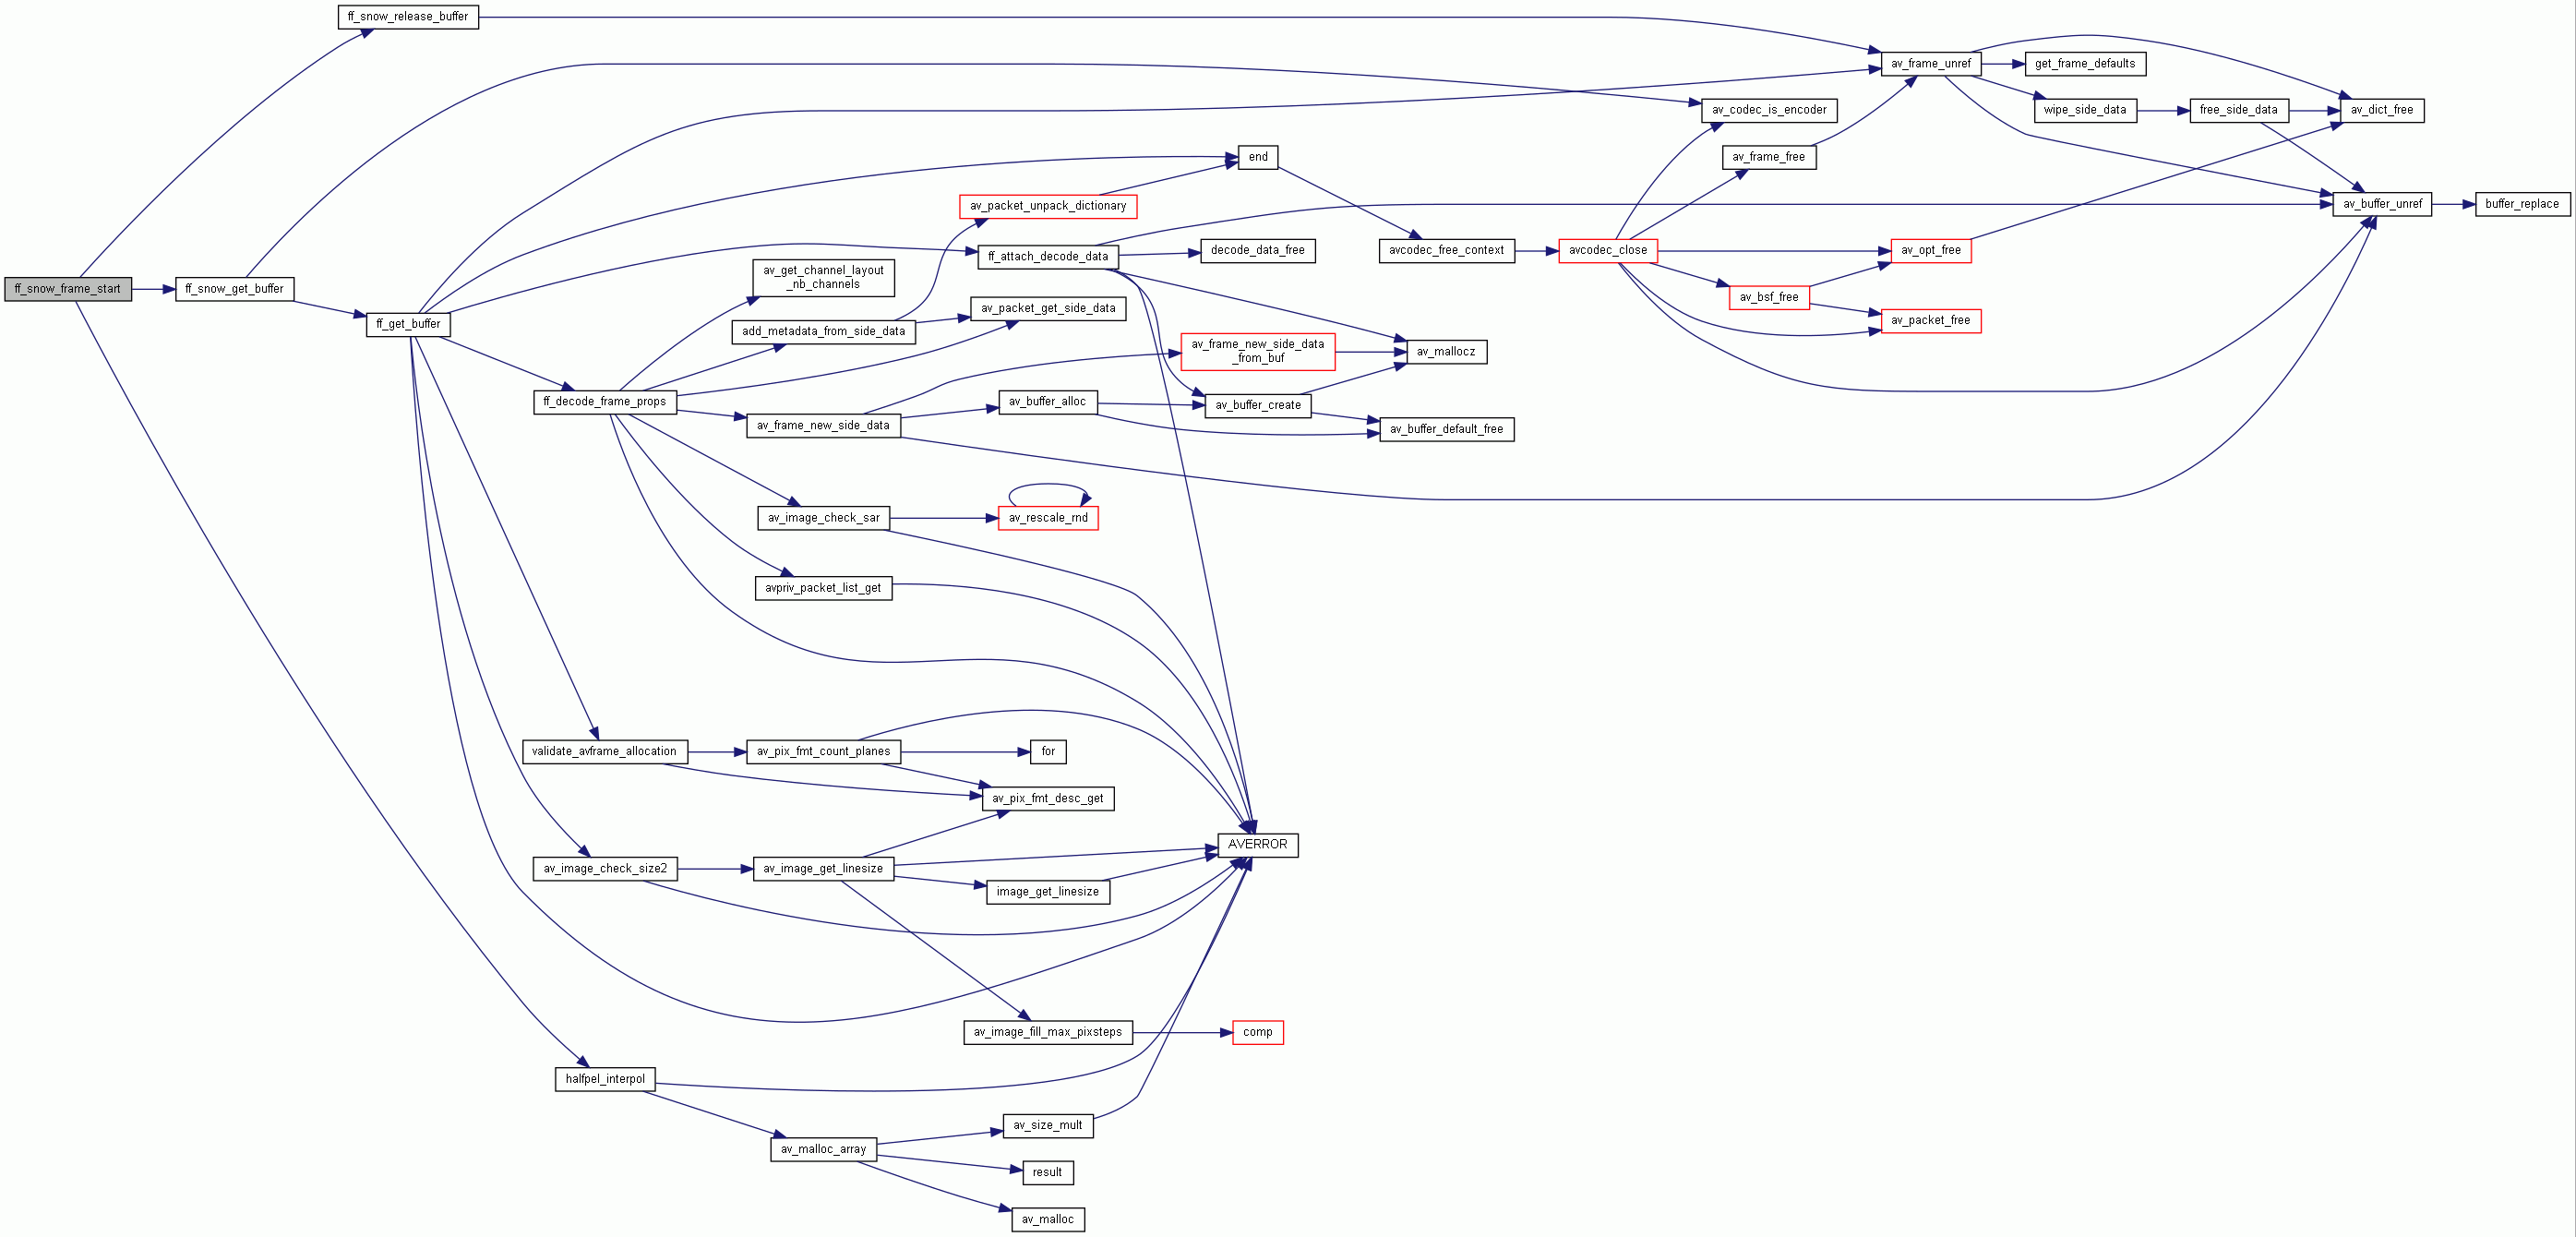 ff_snow_release_buffer
av_frame_unref
get_frame_defaults
av_codec_is_encoder
wipe_side_data
free_side_data
av_dict_free
end
av_frame_free
av_packet_unpack_dictionary
av_buffer_unref
buffer_replace
ff_attach_decode_data
decode_data_free
avcodec_free_context
avcodec_close
av_opt_free
av_get_channel_layout
_nb_channels
ff_snow_frame_start
ff_snow_get_buffer
av_bsf_free
av_packet_get_side_data
av_packet_free
ff_get_buffer
add_metadata_from_side_data
av_frame_new_side_data
_from_buf
av_mallocz
ff_decode_frame_props
av_buffer_alloc
av_buffer_create
av_frame_new_side_data
av_buffer_default_free
av_image_check_sar
av_rescale_rnd
avpriv_packet_list_get
validate_avframe_allocation
av_pix_fmt_count_planes
for
av_pix_fmt_desc_get
AVERROR
av_image_check_size2
av_image_get_linesize
image_get_linesize
av_image_fill_max_pixsteps
comp
halfpel_interpol
av_size_mult
av_malloc_array
result
av_malloc